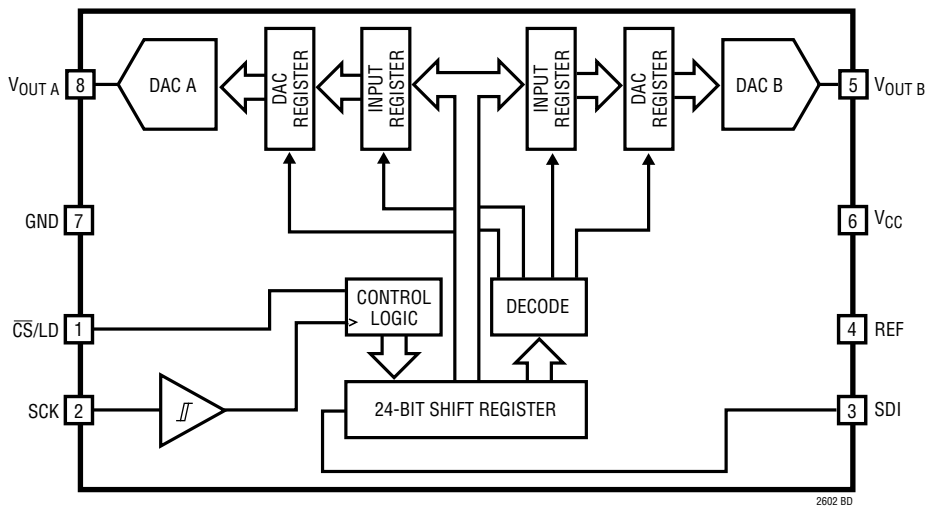 VOUT A
8
DAC A
DAC
REGISTER
INPUT
REGISTER
INPUT
REGISTER
DAC
REGISTER
DAC B
5
VOUT B
GND
7
6
VCC
CS/LD
1
CONTROL
LOGIC
>
DECODE
4
REF
SCK
2
24-BIT SHIFT REGISTER
3
SDI
2602 BD